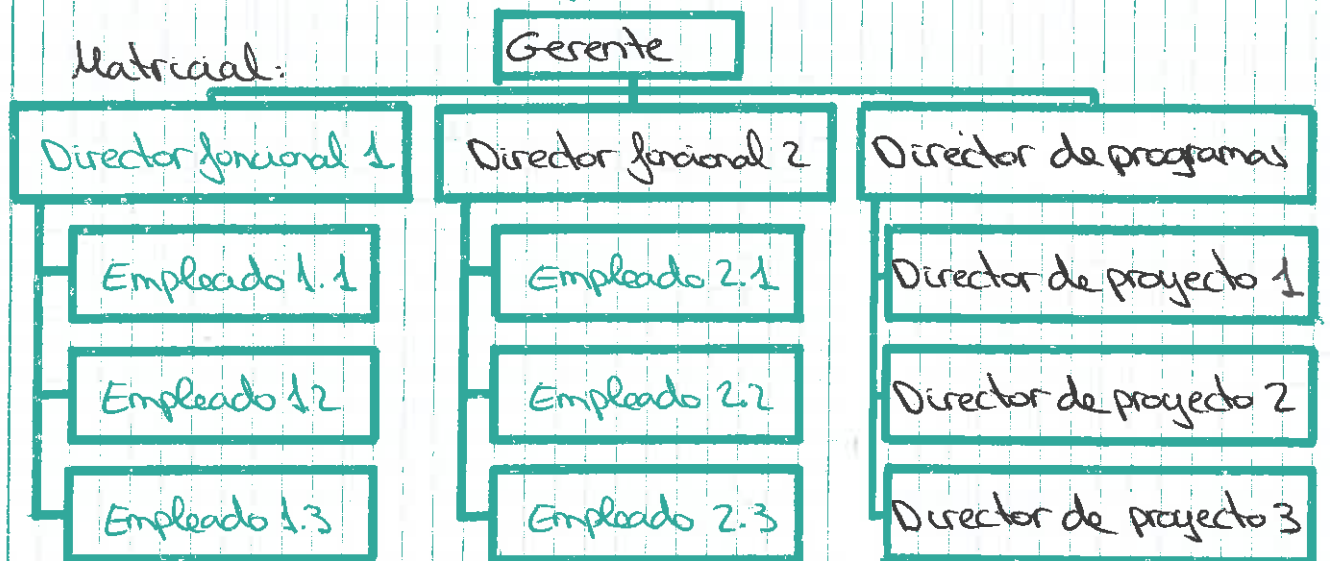 Gerente
Matricial:
Director funcional 1
Director funcional 2
Director de programas
Empleado 1.1
Empleado 2.1
Director de proyecto 1
Empleado 1.2
Empleado 2.2
Director de proyecto 2
Empleado 1.3
Empleado 2.3
Director de proyecto 3